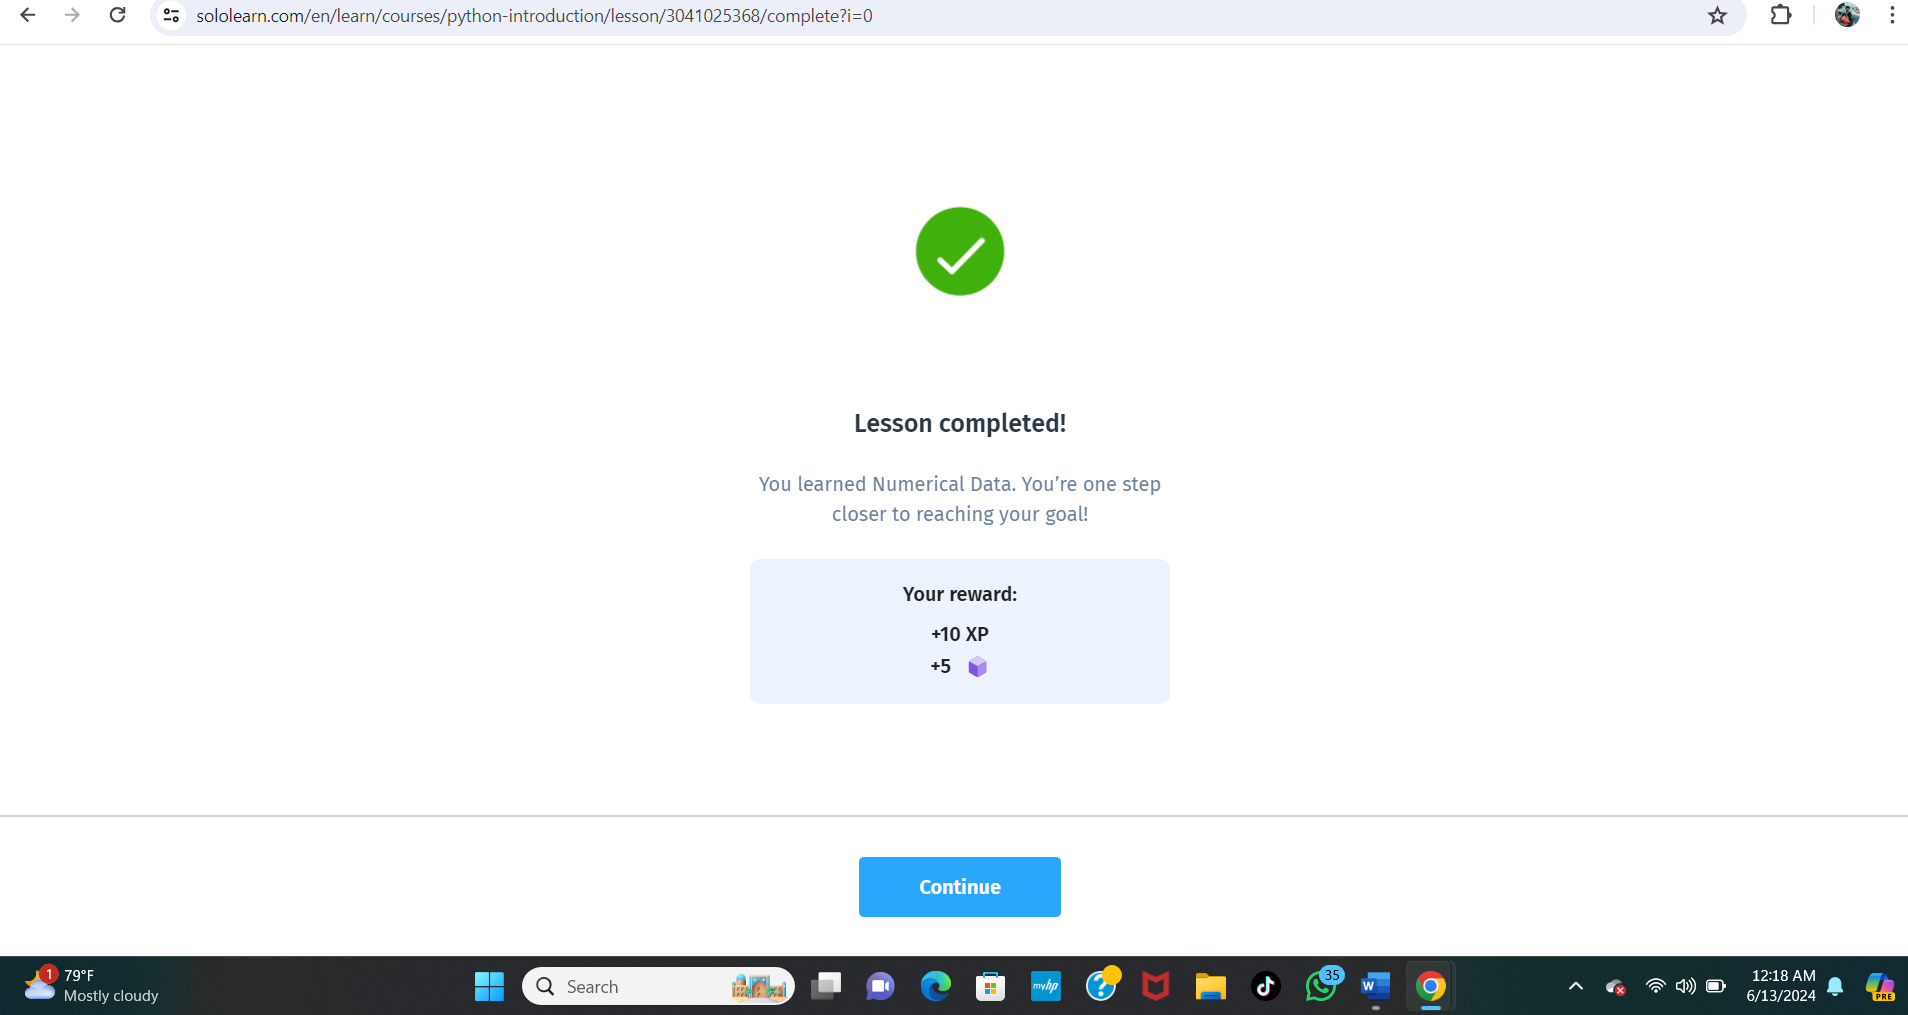 sololearn.com/en/learn/courses/python-introduction/lesson/3041025368/complete?i=0
Lesson completed!
You learned Numerical Data. You’re one step
closer to reaching your goal!
Your reward:
+10 XP
+5
Continue
1
79°F
Mostly cloudy
Search
myhp
?
35
W
12:18 AM
6/13/2024
PRE